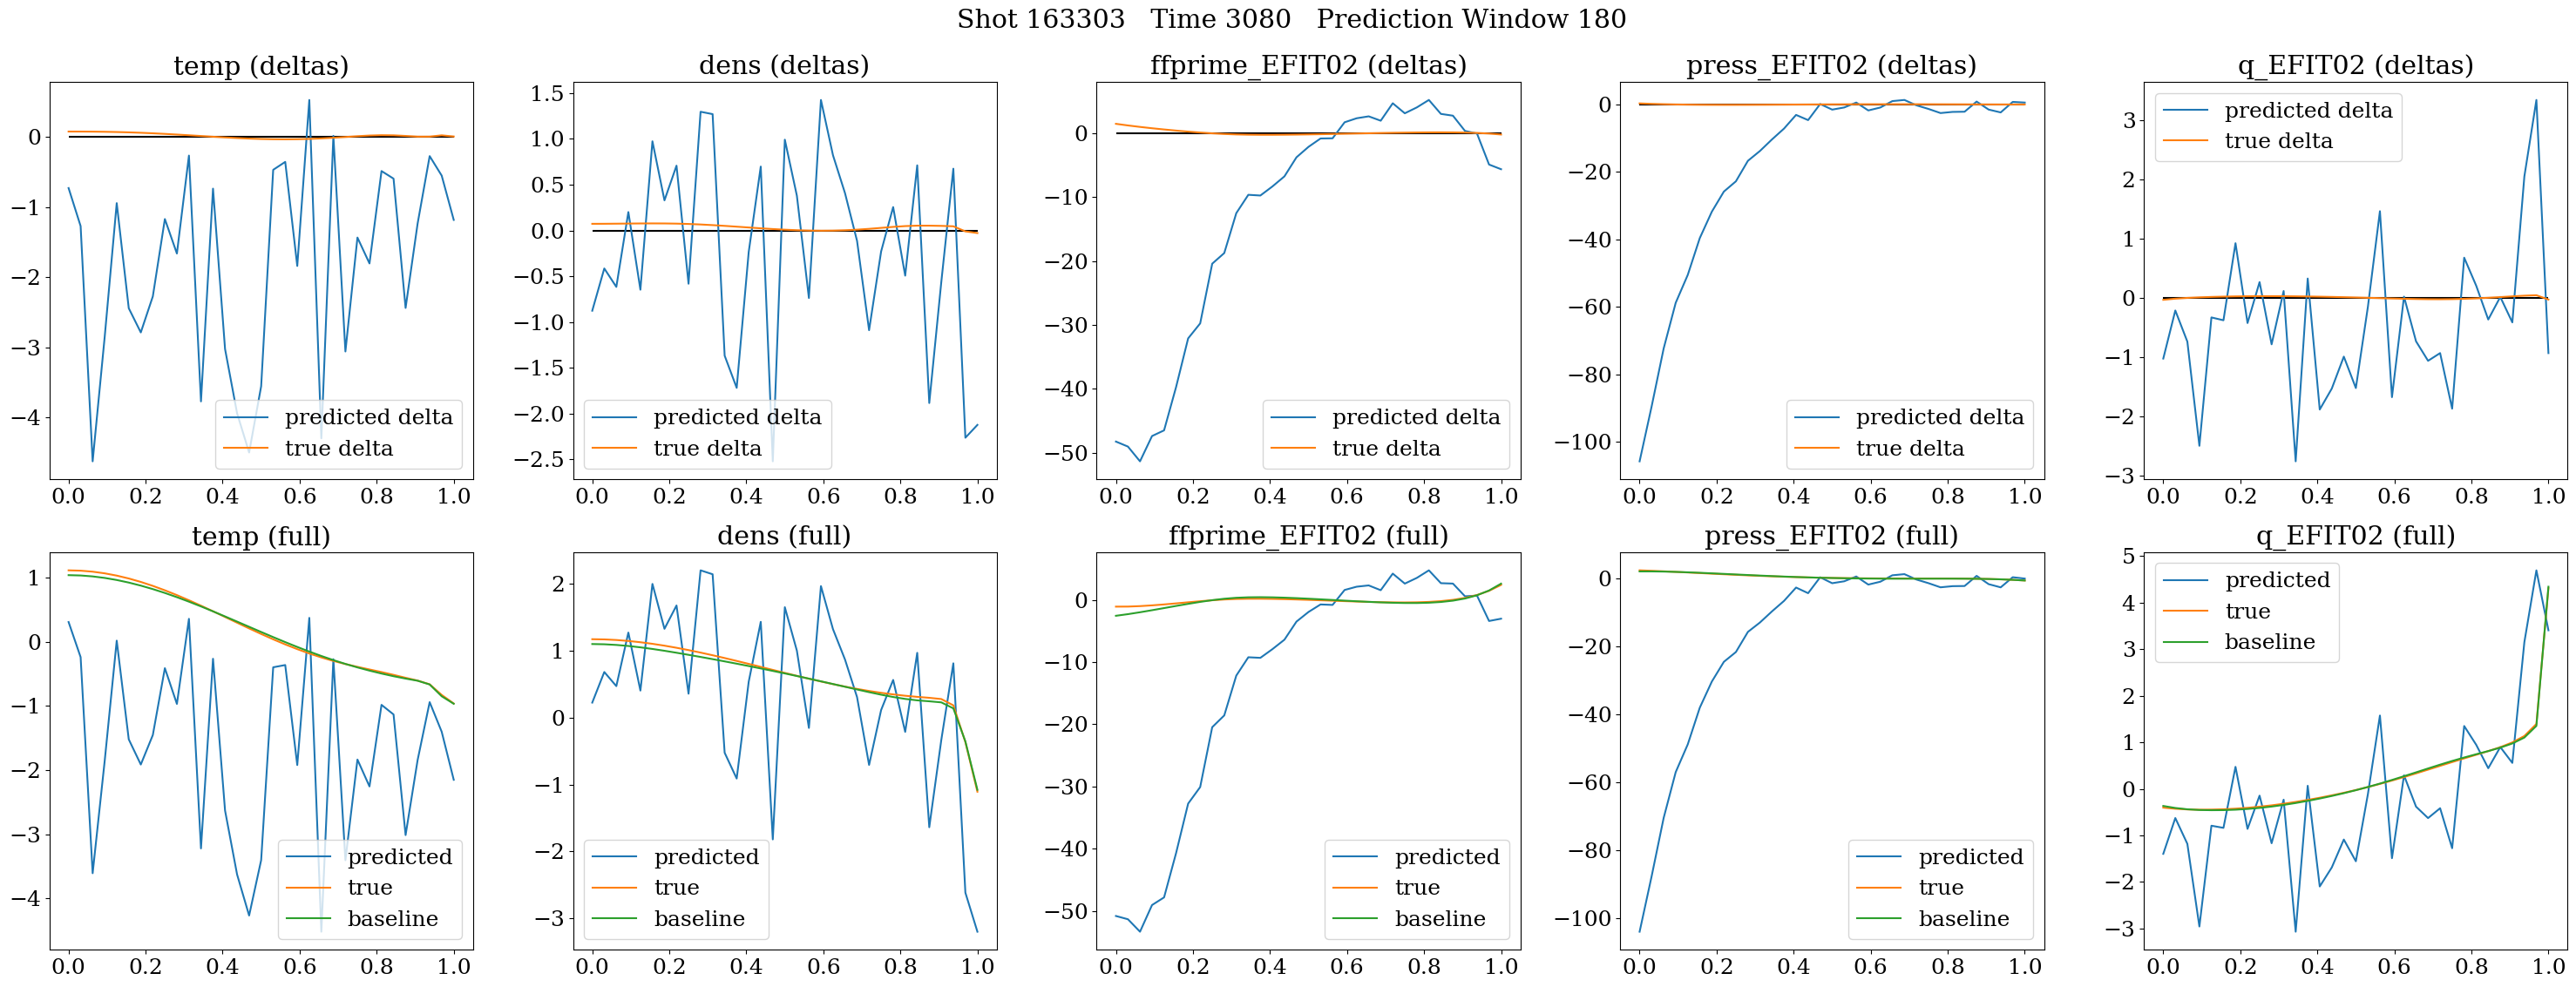 Shot 163303   Time 3080   Prediction Window 180
temp (deltas)
0
−1
−2
−3
−4
0.0 0.2 0.4 0.6 0.8 1.0
predicted delta
true delta
dens (deltas)
1.5
1.0
0.5
0.0
−0.5
−1.0
−1.5
−2.0
−2.5
0.0 0.2 0.4 0.6 0.8 1.0
predicted delta
true delta
ffprime_EFIT02 (deltas)
0
−10
−20
−30
−40
−50
0.0 0.2 0.4 0.6 0.8 1.0
predicted delta
true delta
press_EFIT02 (deltas)
0
−20
−40
−60
−80
−100
0.0 0.2 0.4 0.6 0.8 1.0
predicted delta
true delta
q_EFIT02 (deltas)
3
2
1
0
−1
−2
−3
0.0 0.2 0.4 0.6 0.8 1.0
predicted delta
true delta
temp (full)
1
0
−1
−2
−3
−4
0.0 0.2 0.4 0.6 0.8 1.0
predicted
true
baseline
dens (full)
2
1
0
−1
−2
−3
0.0 0.2 0.4 0.6 0.8 1.0
predicted
true
baseline
ffprime_EFIT02 (full)
0
−10
−20
−30
−40
−50
0.0 0.2 0.4 0.6 0.8 1.0
predicted
true
baseline
press_EFIT02 (full)
0
−20
−40
−60
−80
−100
0.0 0.2 0.4 0.6 0.8 1.0
predicted
true
baseline
q_EFIT02 (full)
5
4
3
2
1
0
−1
−2
−3
0.0 0.2 0.4 0.6 0.8 1.0
predicted
true
baseline